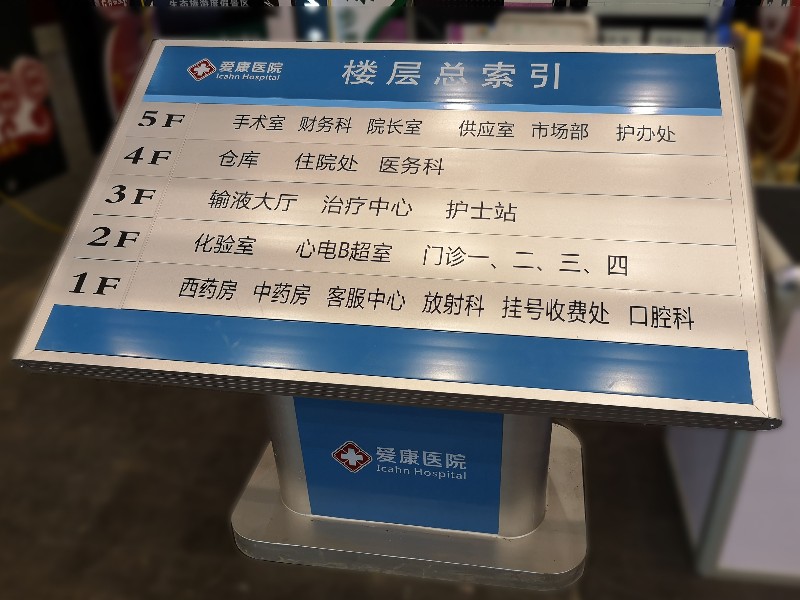 爱康医院
Icahn Hospital
楼层总索引
5F 手术室 财务科 院长室 供应室 市场部 护办处
4F 仓库 住院处 医务科
3F 输液大厅 治疗中心 护士站
2F 化验室 心电B超室 门诊一、二、三、四
1F 西药房 中药房 客服中心 放射科 挂号收费处 口腔科
爱康医院
Icahn Hospital